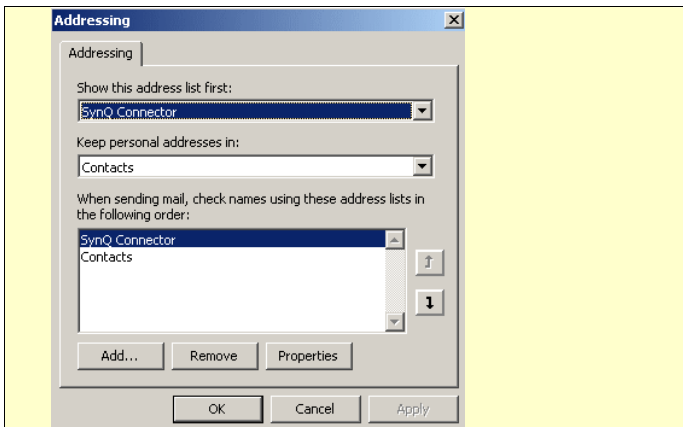 Addressing
Addressing
Show this address list first:
SynQ Connector
Keep personal addresses in:
Contacts
When sending mail, check names using these address lists in
the following order:
SynQ Connector
Contacts
Add... Remove Properties
OK Cancel Apply